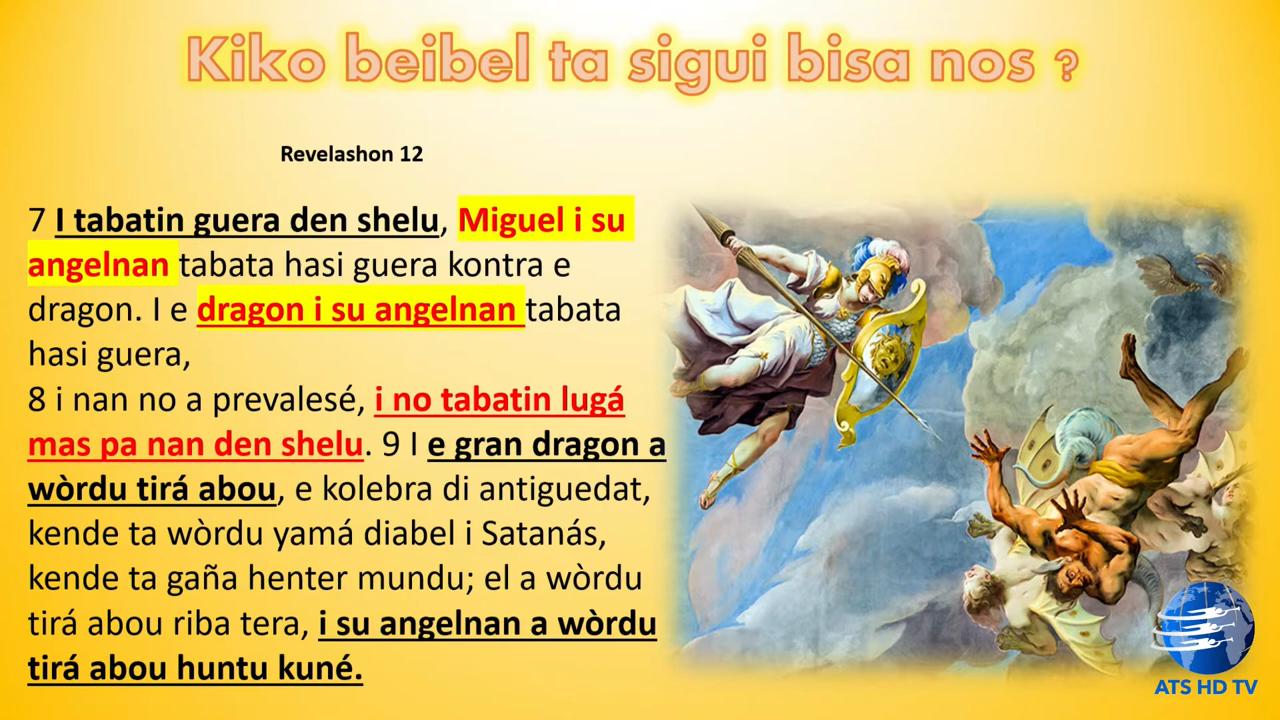 Kiko beibel ta sigui bisa nos ?
Revelashon 12
7 I tabatin guera den shelu, Miguel i su
angelnan tabata hasi guera kontra e
dragon. I e dragon i su angelnan tabata
hasi guera,
8 i nan no a prevalesé, i no tabatin lugá
mas pa nan den shelu. 9 I e gran dragon a
wòrdu tirá abou, e kolebra di antiguedat,
kende ta wòrdu yamá diabel i Satanás,
kende ta gaña henter mundu; el a wòrdu
tirá abou riba tera, i su angelnan a wòrdu
tirá abou huntu kuné.
ATS HD TV